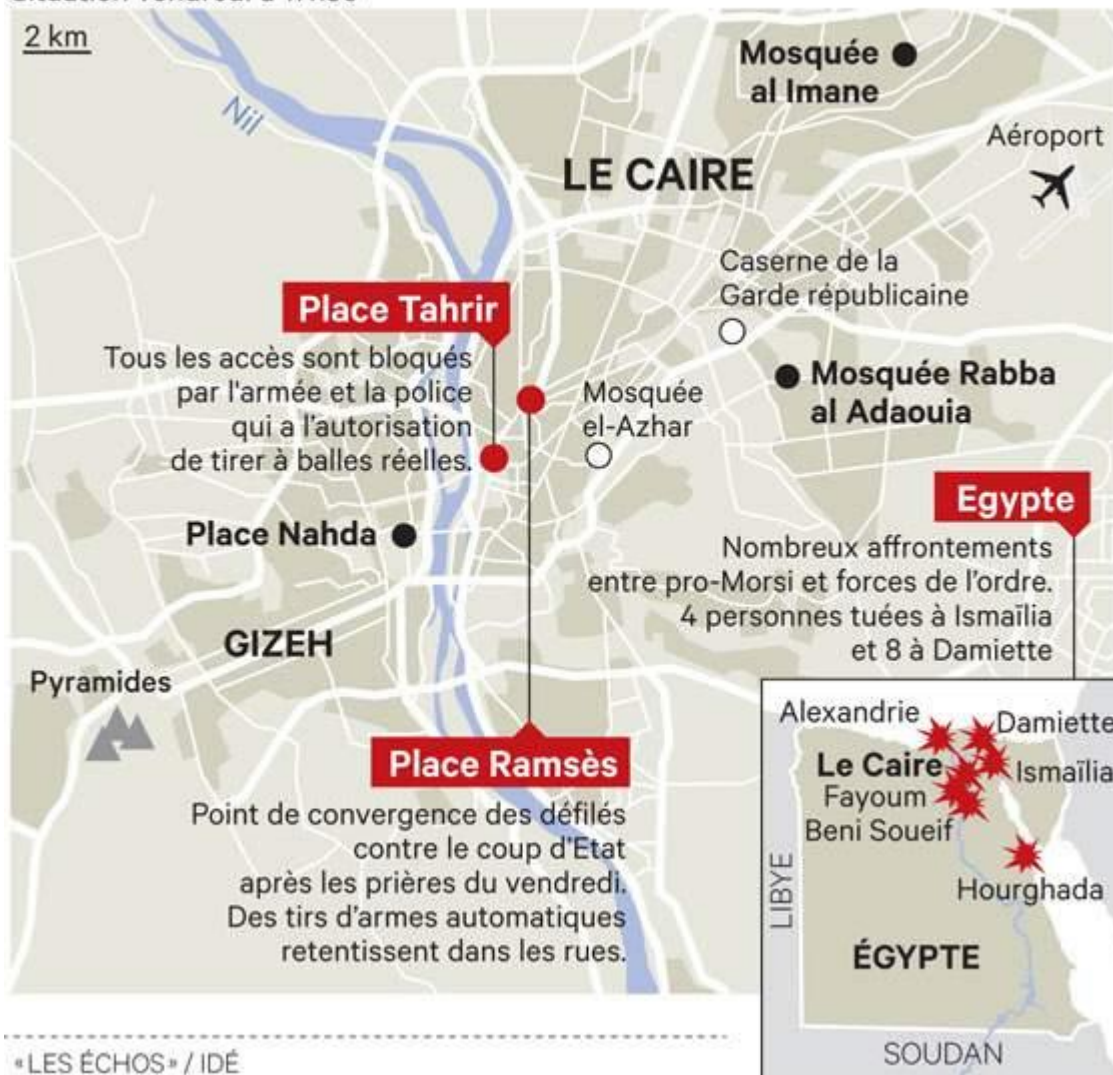 2 km
Nil
Mosquée
al Imane
Aéroport
LE CAIRE
Caserne de la
Garde républicaine
Place Tahrir
Tous les accès sont bloqués
par l'armée et la police
qui a l'autorisation
de tirer à balles réelles.
Mosquée
el-Azhar
Mosquée Rabba
al Adaouia
Place Nahda
Egypte
Nombreux affrontements
entre pro-Morsi et forces de l'ordre.
4 personnes tuées à Ismaïlia
et 8 à Damiette
GIZEH
Pyramides
Place Ramsès
Point de convergence des défilés
contre le coup d'Etat
après les prières du vendredi.
Des tirs d'armes automatiques
retentissent dans les rues.
Alexandrie
Damiette
Le Caire
Ismaïlia
Fayoum
Beni Soueif
Hourghada
LIBYE
ÉGYPTE
SOUDAN
«LES ÉCHOS» / IDÉ